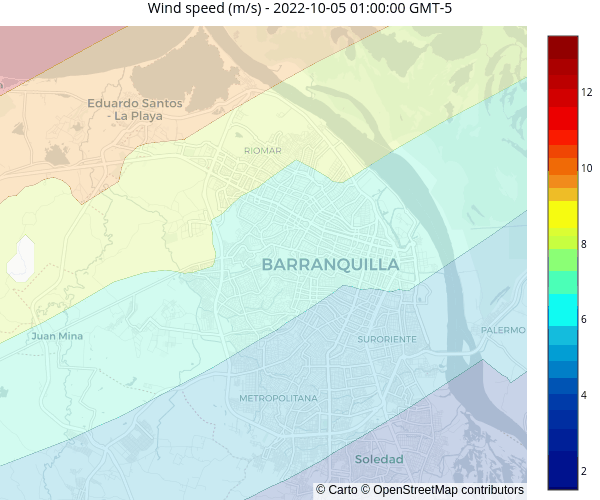 Wind speed (m/s) - 2022-10-05 01:00:00 GMT-5
Eduardo Santos
- La Playa
RIOMAR
BARRANQUILLA
Juan Mina
SURORIENTE
PALERMO
METROPOLITANA
Soledad
12
10
8
6
4
2
© Carto © OpenStreetMap contributors